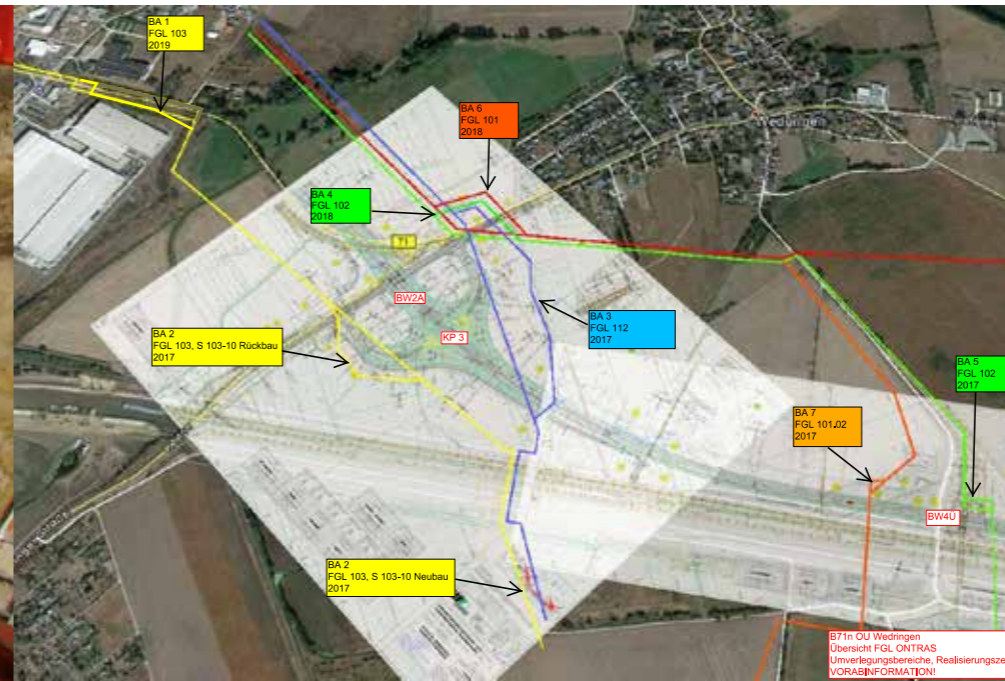 BA 1
FGL 103
2019
BA 6
FGL 101
2018
Wedringen
BA 4
FGL 102
2018
71
BW2A
KP 3
BA 2
FGL 103, S 103-10 Rückbau
2017
BA 3
FGL 112
2017
BA 5
FGL 102
2017
BA 7
FGL 101.02
2017
BW4Ü
BA 2
FGL 103, S 103-10 Neubau
2017
B71n OU Wedringen
Übersicht FGL ONTRAS
Umverlegungsbereiche, Realisierungsze
VORABINFORMATION!